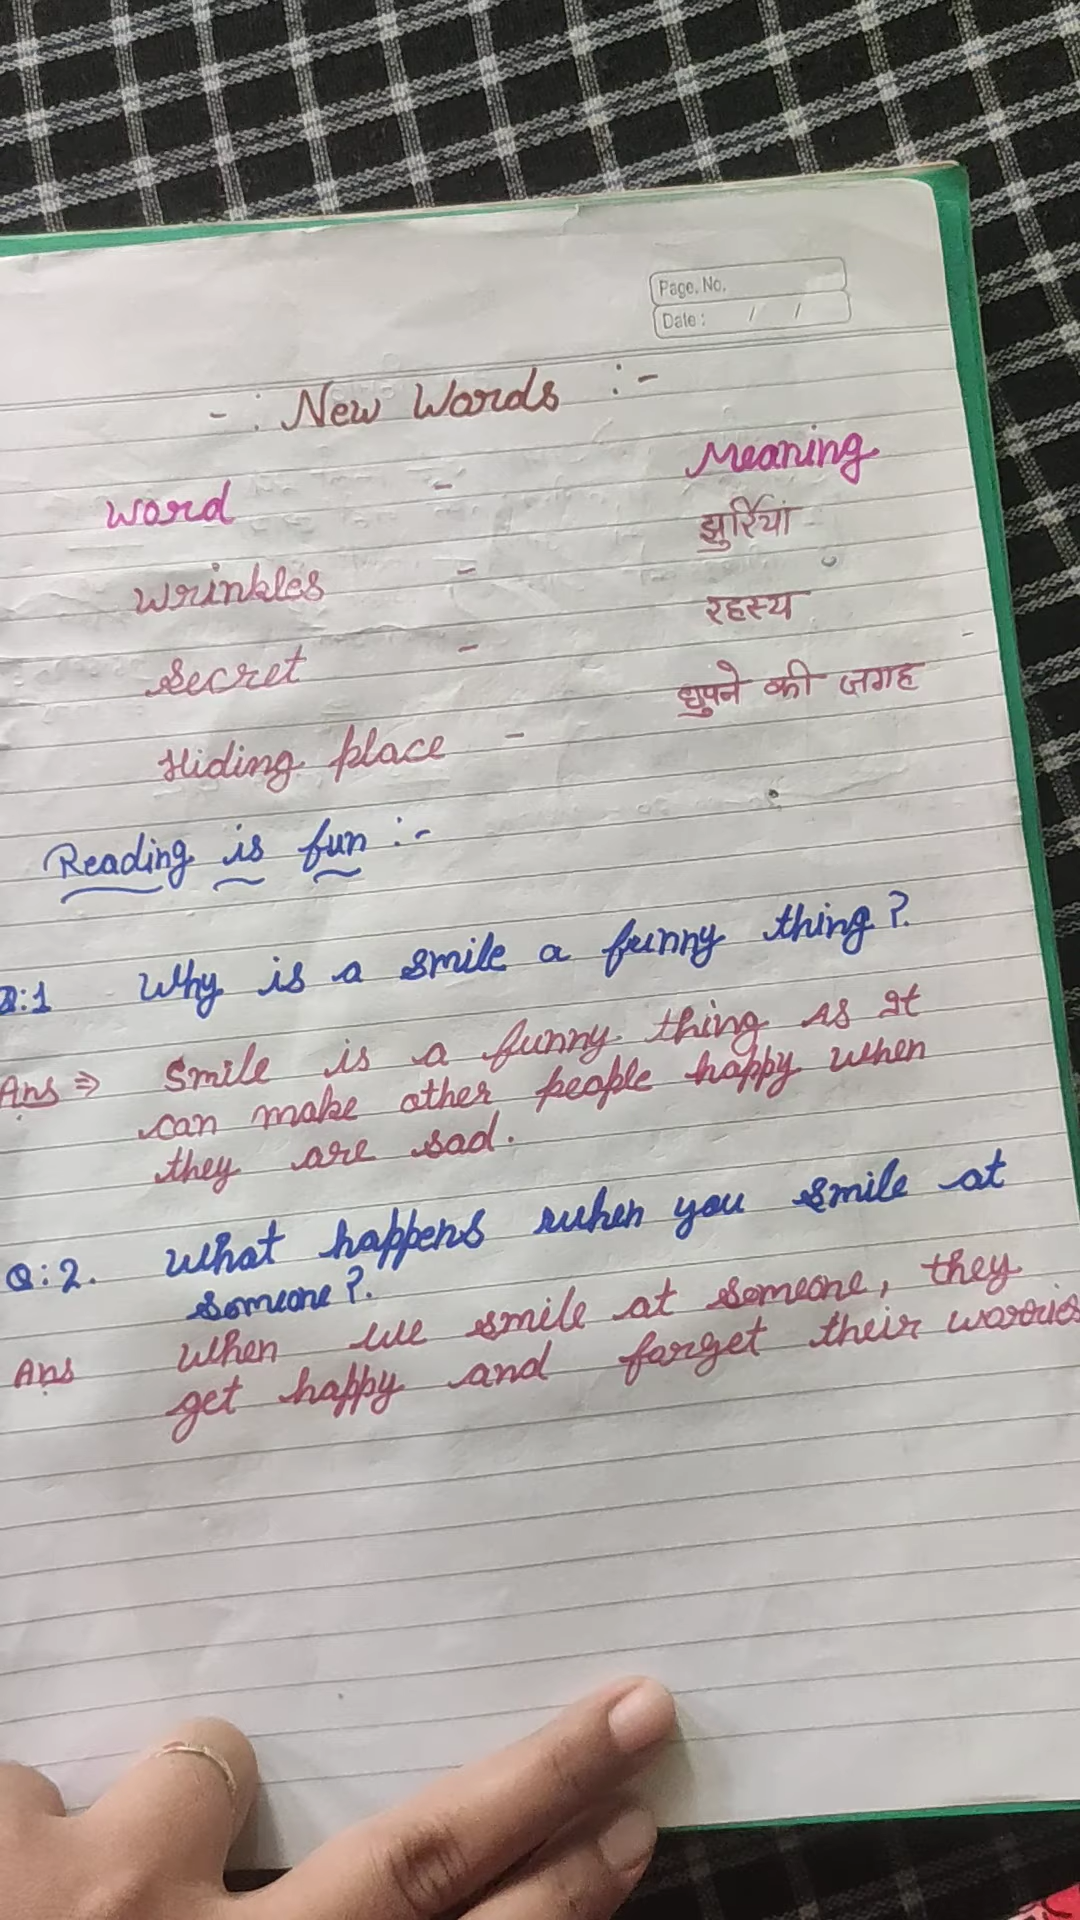 Page. No.
Date: / /
- : New Words :-
Word - Meaning
Wrinkles - झुर्रियां
Secret - रहस्य
Hiding place - धुपने की जगह
Reading is fun :-
Q:1 Why is a smile a funny thing?
Ans ⇒ Smile is a funny thing as it
can make other people happy when
they are sad.
Q:2. What happens when you smile at
someone?
Ans When we smile at someone, they
get happy and forget their worries